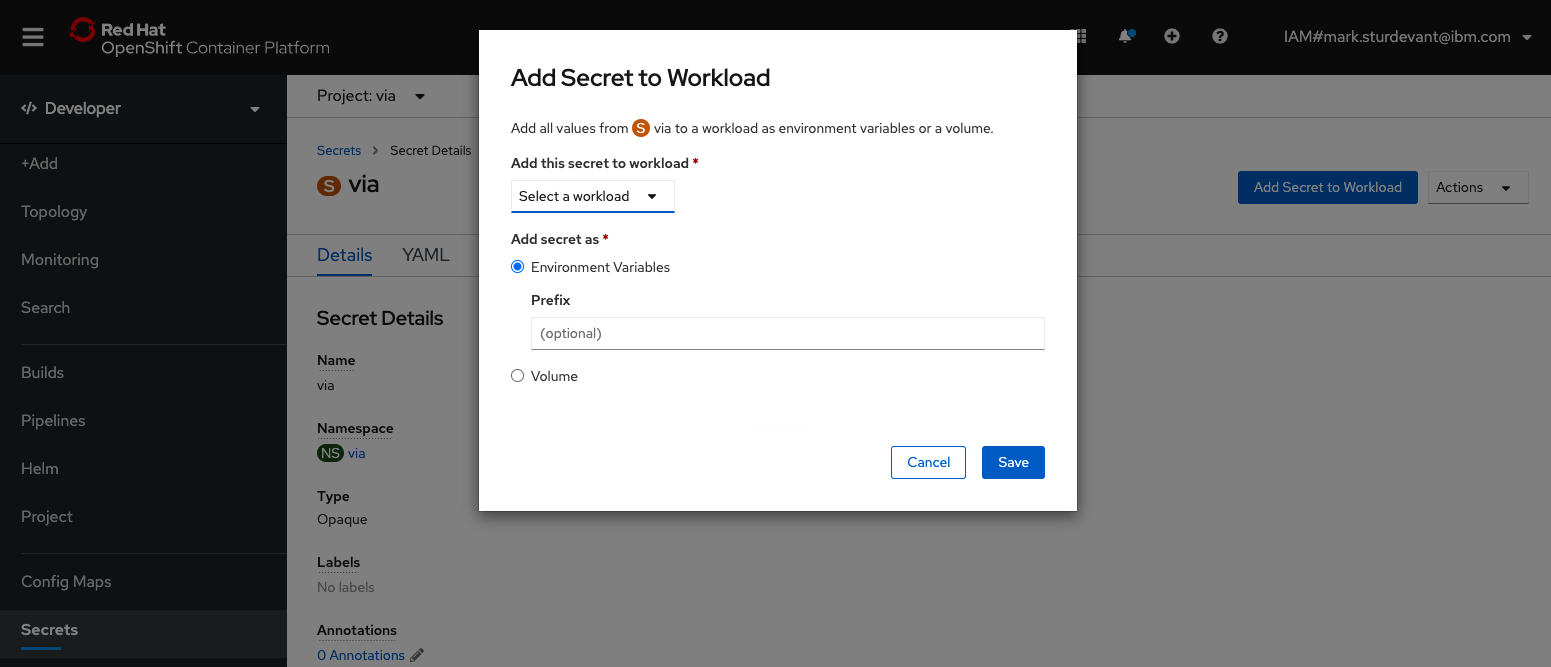 Red Hat
OpenShift Container Platform
IAM#mark.sturdevant@ibm.com
Developer
+Add
Topology
Monitoring
Search
Builds
Pipelines
Helm
Project
Config Maps
Secrets
Project: via
Secrets > Secret Details
S via
Add Secret to Workload
Actions
Details
YAML
Secret Details
Name
via
Namespace
NS via
Type
Opaque
Labels
No labels
Annotations
0 Annotations
Add Secret to Workload
Add all values from S via to a workload as environment variables or a volume.
Add this secret to workload *
Select a workload
Add secret as *
Environment Variables
Prefix
(optional)
Volume
Cancel
Save